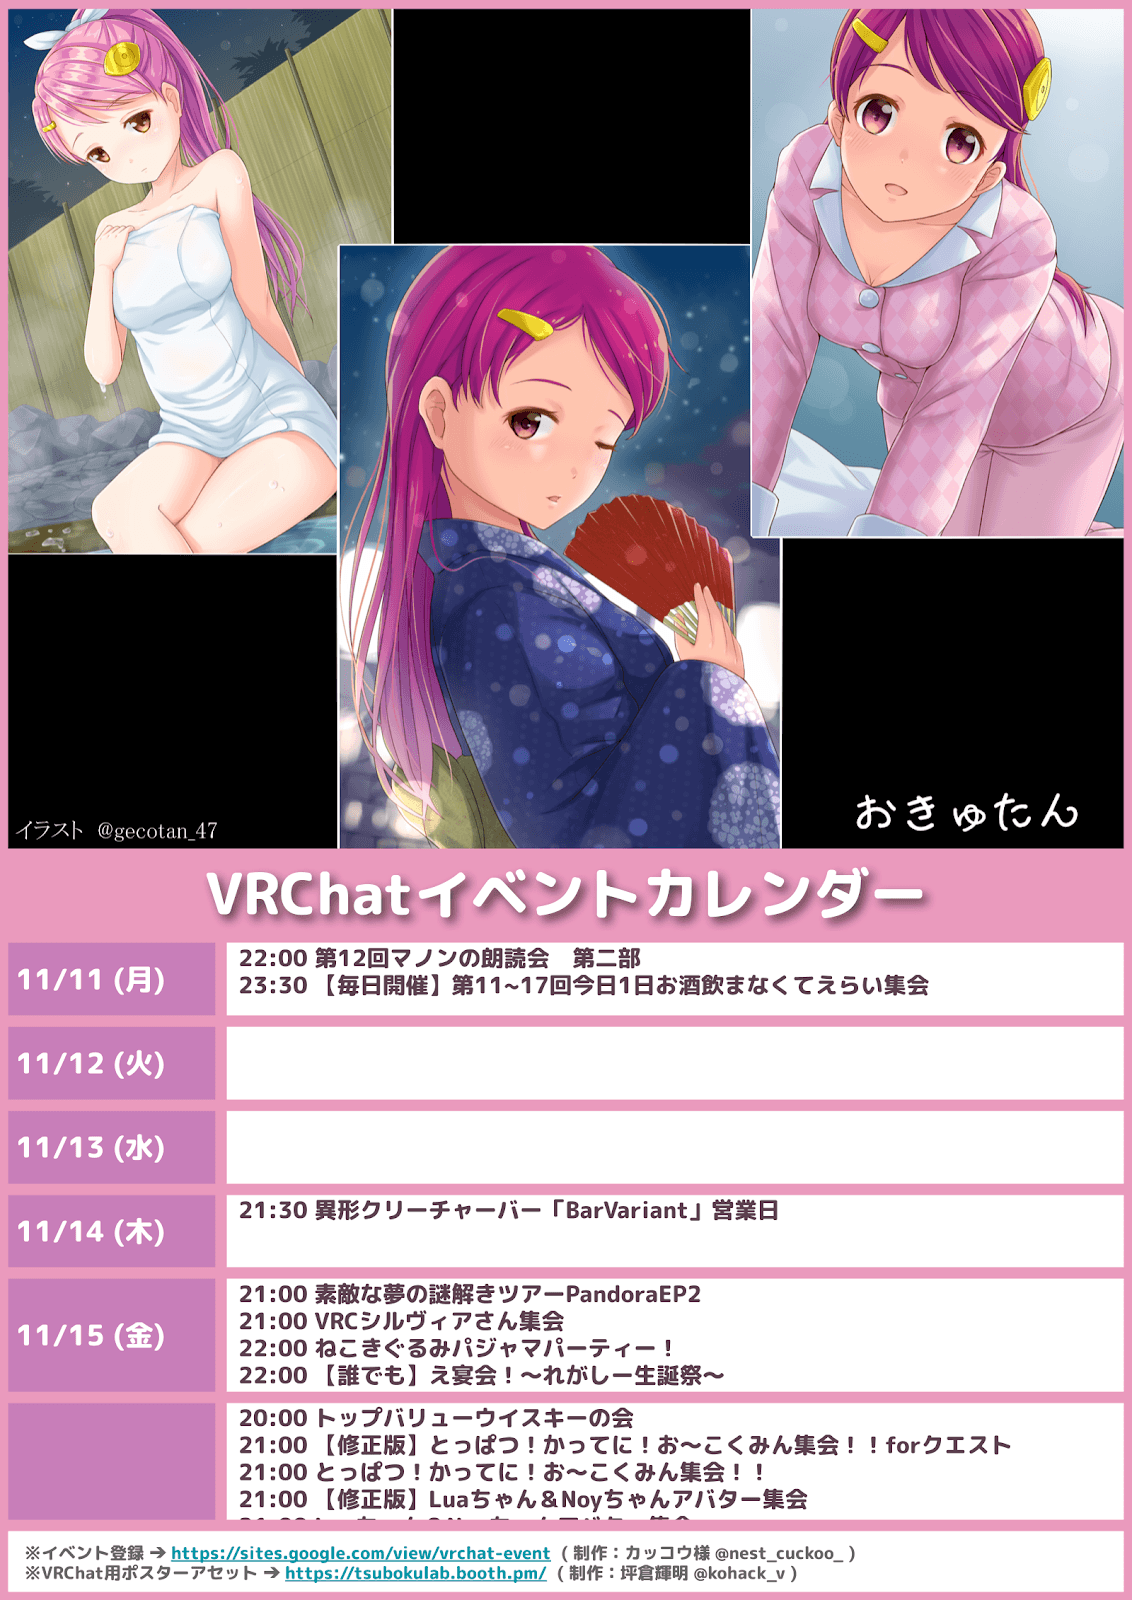 イラスト @gecotan_47
おきゅたん
VRChatイベントカレンダー
11/11 (月)
22:00 第12回マノンの朗読会　第二部
23:30 【毎日開催】第11~17回今日1日お酒飲まなくてえらい集会
11/12 (火)
11/13 (水)
11/14 (木)
21:30 異形クリーチャーバー「BarVariant」営業日
11/15 (金)
21:00 素敵な夢の謎解きツアーPandoraEP2
21:00 VRCシルヴィアさん集会
22:00 ねこきぐるみパジャマパーティー！
22:00 【誰でも】え宴会！～れがしー生誕祭～
20:00 トップバリューウイスキーの会
21:00 【修正版】とっぱつ！かってに！お～こくみん集会！！forクエスト
21:00 とっぱつ！かってに！お～こくみん集会！！
21:00 【修正版】Luaちゃん＆Noyちゃんアバター集会
※イベント登録 → https://sites.google.com/view/vrchat-event （制作：カッコウ様 @nest_cuckoo_）
※VRChat用ポスターアセット → https://tsubokulab.booth.pm/ （制作：坪倉輝明 @kohack_v）